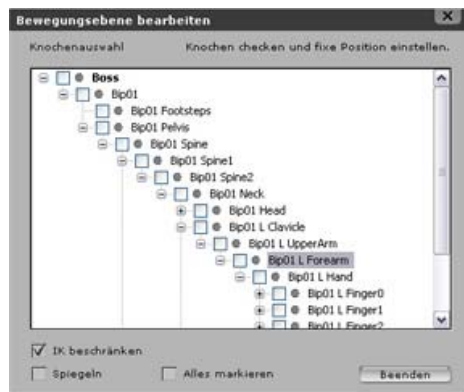 Bewegungsebene bearbeiten
Knochenauswahl Knochen checken und fixe Position einstellen.
Boss
Bip01
Bip01 Footsteps
Bip01 Pelvis
Bip01 Spine
Bip01 Spine1
Bip01 Spine2
Bip01 Neck
Bip01 Head
Bip01 L Clavicle
Bip01 L UpperArm
Bip01 L Forearm
Bip01 L Hand
Bip01 L Finger0
Bip01 L Finger1
Bip01 L Finger2
IK beschränken
Spiegeln Alles markieren Beenden